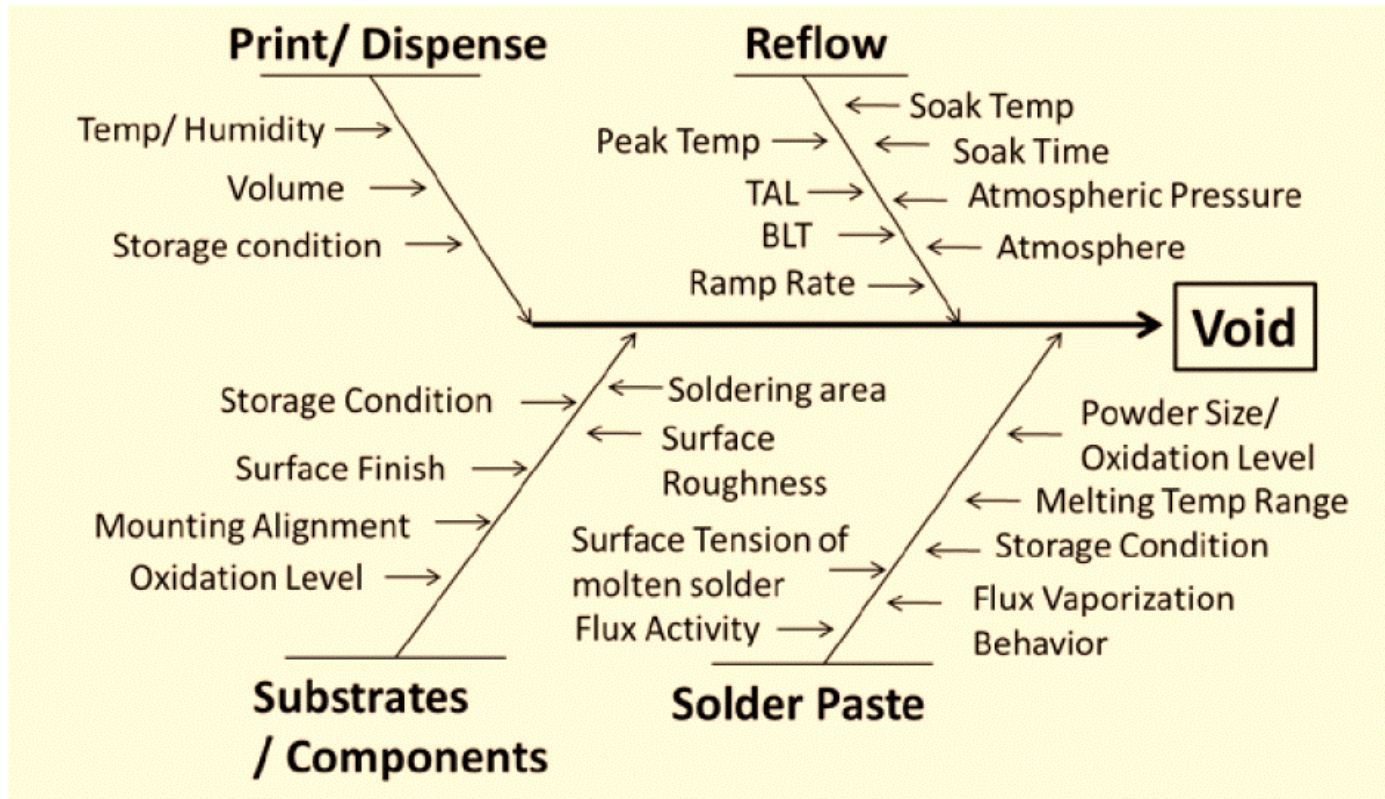 Print/ Dispense
Temp/ Humidity
Volume
Storage condition
Reflow
Soak Temp
Peak Temp
Soak Time
TAL
Atmospheric Pressure
BLT
Atmosphere
Ramp Rate
Void
Storage Condition
Soldering area
Surface
Roughness
Surface Finish
Mounting Alignment
Oxidation Level
Substrates
/ Components
Powder Size/
Oxidation Level
Melting Temp Range
Surface Tension of
molten solder
Storage Condition
Flux Activity
Flux Vaporization
Behavior
Solder Paste